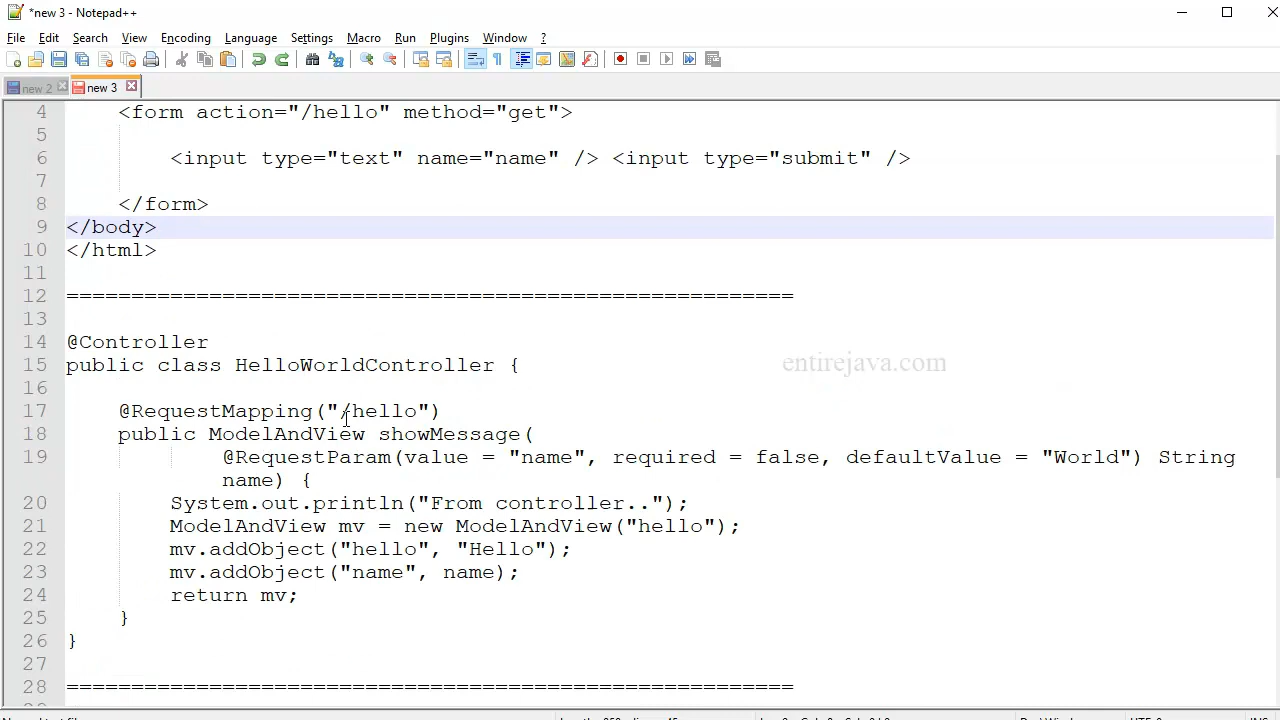 *new 3 - Notepad++
File Edit Search View Encoding Language Settings Macro Run Plugins Window ?
new 2 new 3
4 <form action="/hello" method="get">
5
6 <input type="text" name="name" /> <input type="submit" />
7
8 </form>
9 </body>
10 </html>
11
12 ========================================================
13
14 @Controller
15 public class HelloWorldController {
entirejava.com
16
17 @RequestMapping("/hello")
18 public ModelAndView showMessage(
19 @RequestParam(value = "name", required = false, defaultValue = "World") String
name) {
20 System.out.println("From controller..");
21 ModelAndView mv = new ModelAndView("hello");
22 mv.addObject("hello", "Hello");
23 mv.addObject("name", name);
24 return mv;
25 }
26 }
27
28 ========================================================